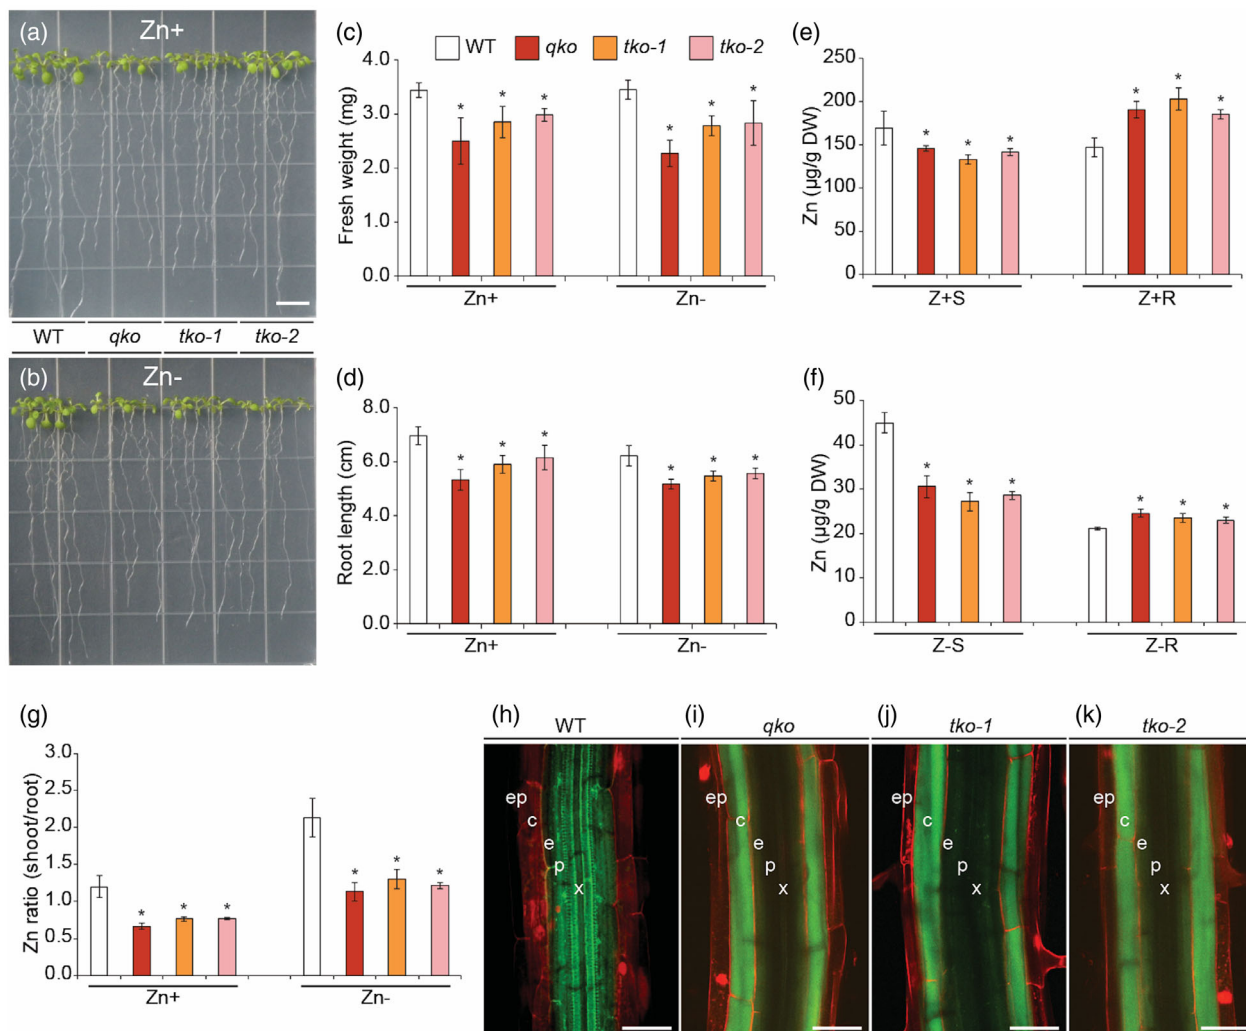 (a) Zn+
WT qko tko-1 tko-2
(b) Zn-
(c) WT qko tko-1 tko-2
Fresh weight (mg)
4.0
3.0
2.0
1.0
0.0
* * * * * *
Zn+ Zn-
(d)
Root length (cm)
8.0
6.0
4.0
2.0
0.0
* * * * * *
Zn+ Zn-
(e)
Zn (µg/g DW)
250
200
150
100
50
0
* * * * * *
Z+S Z+R
(f)
Zn (µg/g DW)
50
40
30
20
10
0
* * * * * *
Z-S Z-R
(g)
Zn ratio (shoot/root)
3.0
2.5
2.0
1.5
1.0
0.5
0.0
* * * * * *
Zn+ Zn-
(h) WT
ep
c
e
p
x
(i) qko
ep
c
e
p
x
(j) tko-1
ep
c
e
p
x
(k) tko-2
ep
c
e
p
x